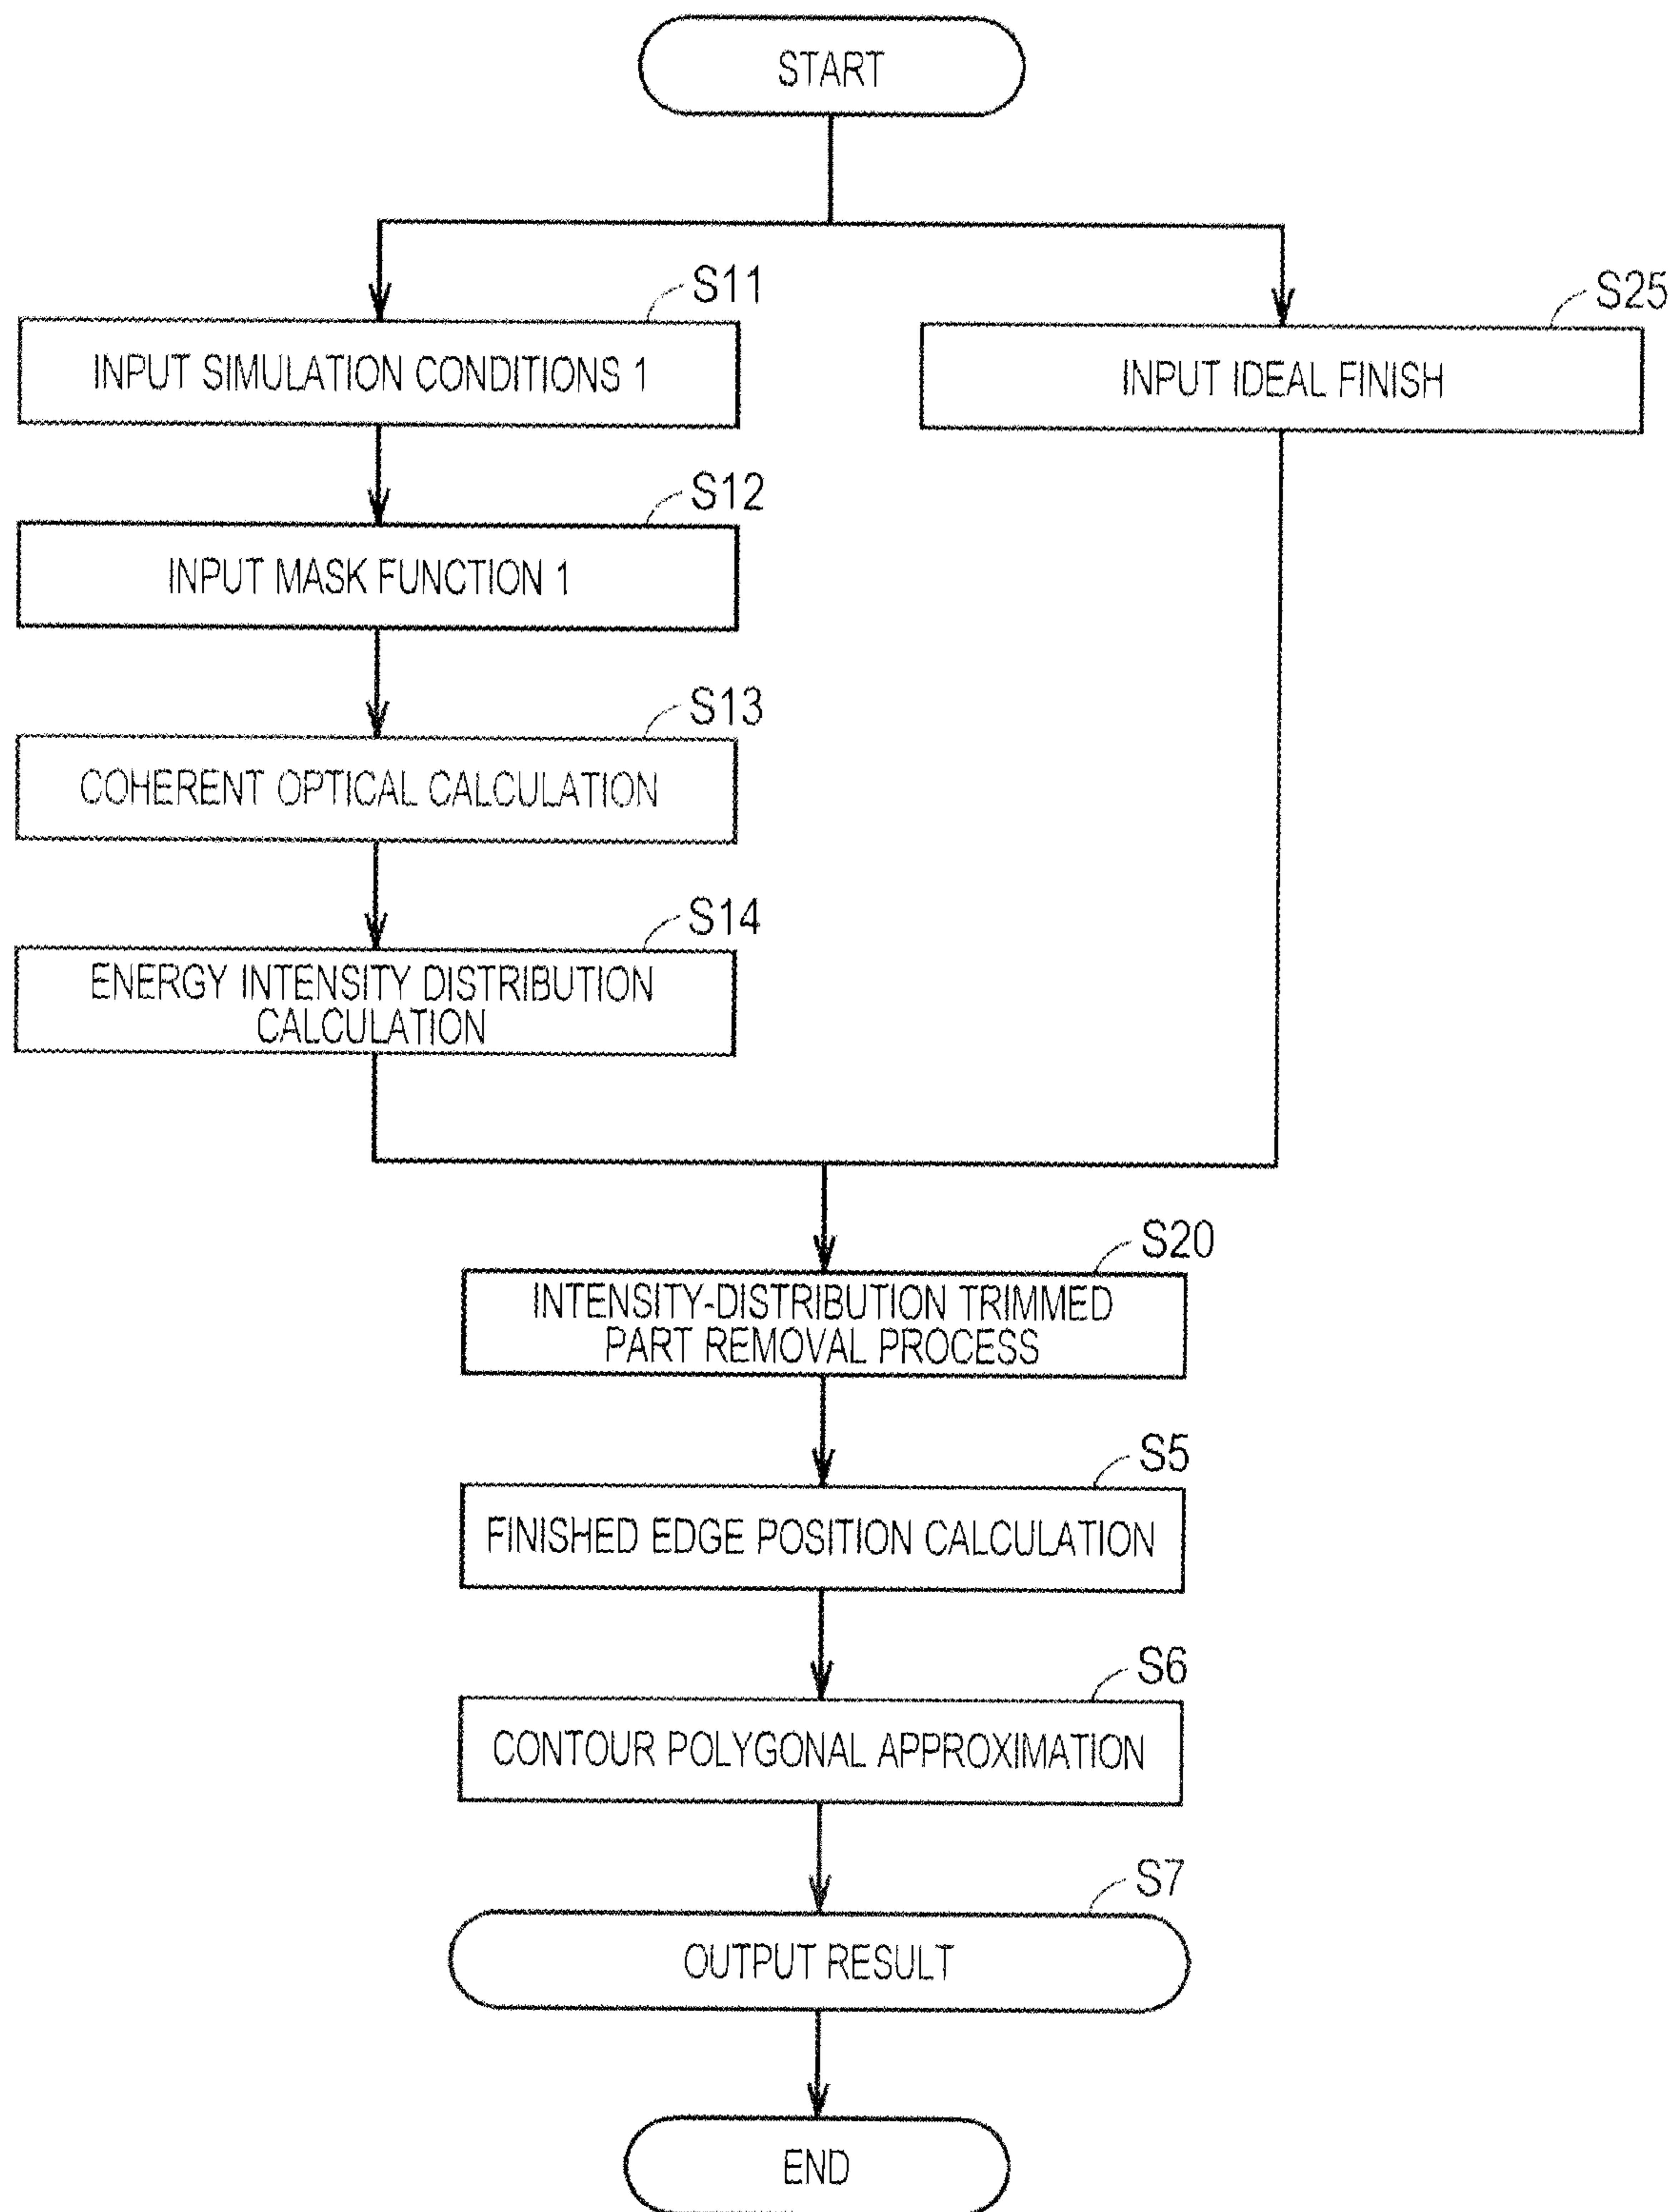 START
S11
INPUT SIMULATION CONDITIONS 1
S25
INPUT IDEAL FINISH
S12
INPUT MASK FUNCTION 1
S13
COHERENT OPTICAL CALCULATION
S14
ENERGY INTENSITY DISTRIBUTION
CALCULATION
S20
INTENSITY-DISTRIBUTION TRIMMED
PART REMOVAL PROCESS
S5
FINISHED EDGE POSITION CALCULATION
S6
CONTOUR POLYGONAL APPROXIMATION
S7
OUTPUT RESULT
END